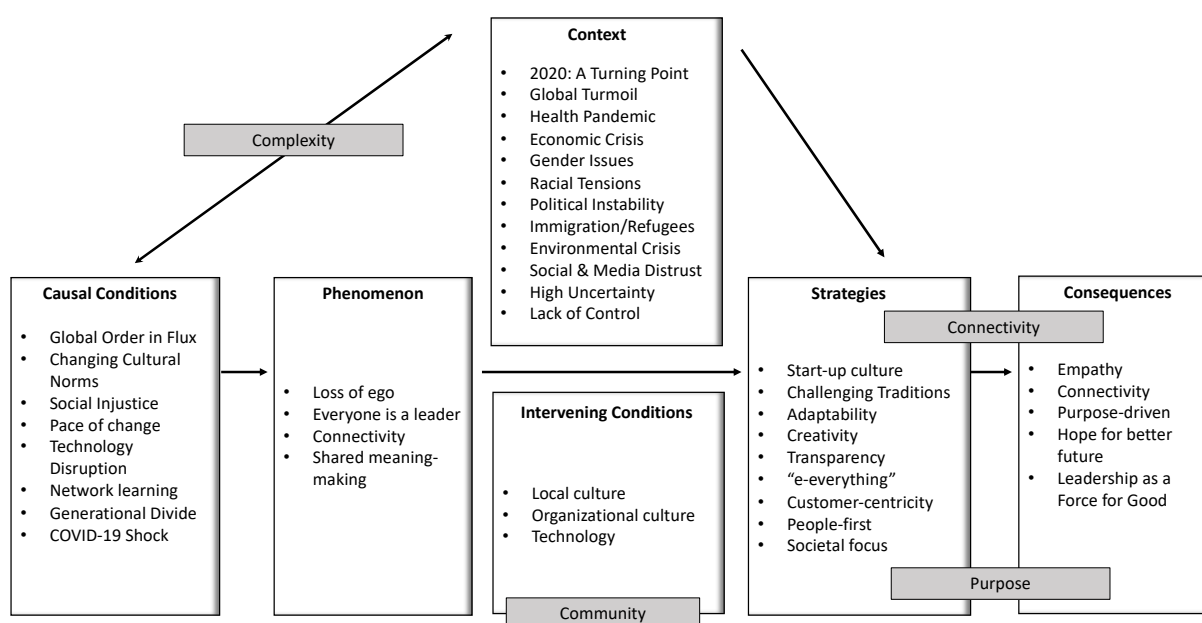 Context
• 2020: A Turning Point
• Global Turmoil
• Health Pandemic
• Economic Crisis
• Gender Issues
• Racial Tensions
• Political Instability
• Immigration/Refugees
• Environmental Crisis
• Social & Media Distrust
• High Uncertainty
• Lack of Control
Complexity
Causal Conditions
• Global Order in Flux
• Changing Cultural
Norms
• Social Injustice
• Pace of change
• Technology
Disruption
• Network learning
• Generational Divide
• COVID-19 Shock
Phenomenon
• Loss of ego
• Everyone is a leader
• Connectivity
• Shared meaning-
making
Intervening Conditions
• Local culture
• Organizational culture
• Technology
Community
Strategies
• Start-up culture
• Challenging Traditions
• Adaptability
• Creativity
• Transparency
• “e-everything”
• Customer-centricity
• People-first
• Societal focus
Connectivity
Purpose
Consequences
• Empathy
• Connectivity
• Purpose-driven
• Hope for better
future
• Leadership as a
Force for Good